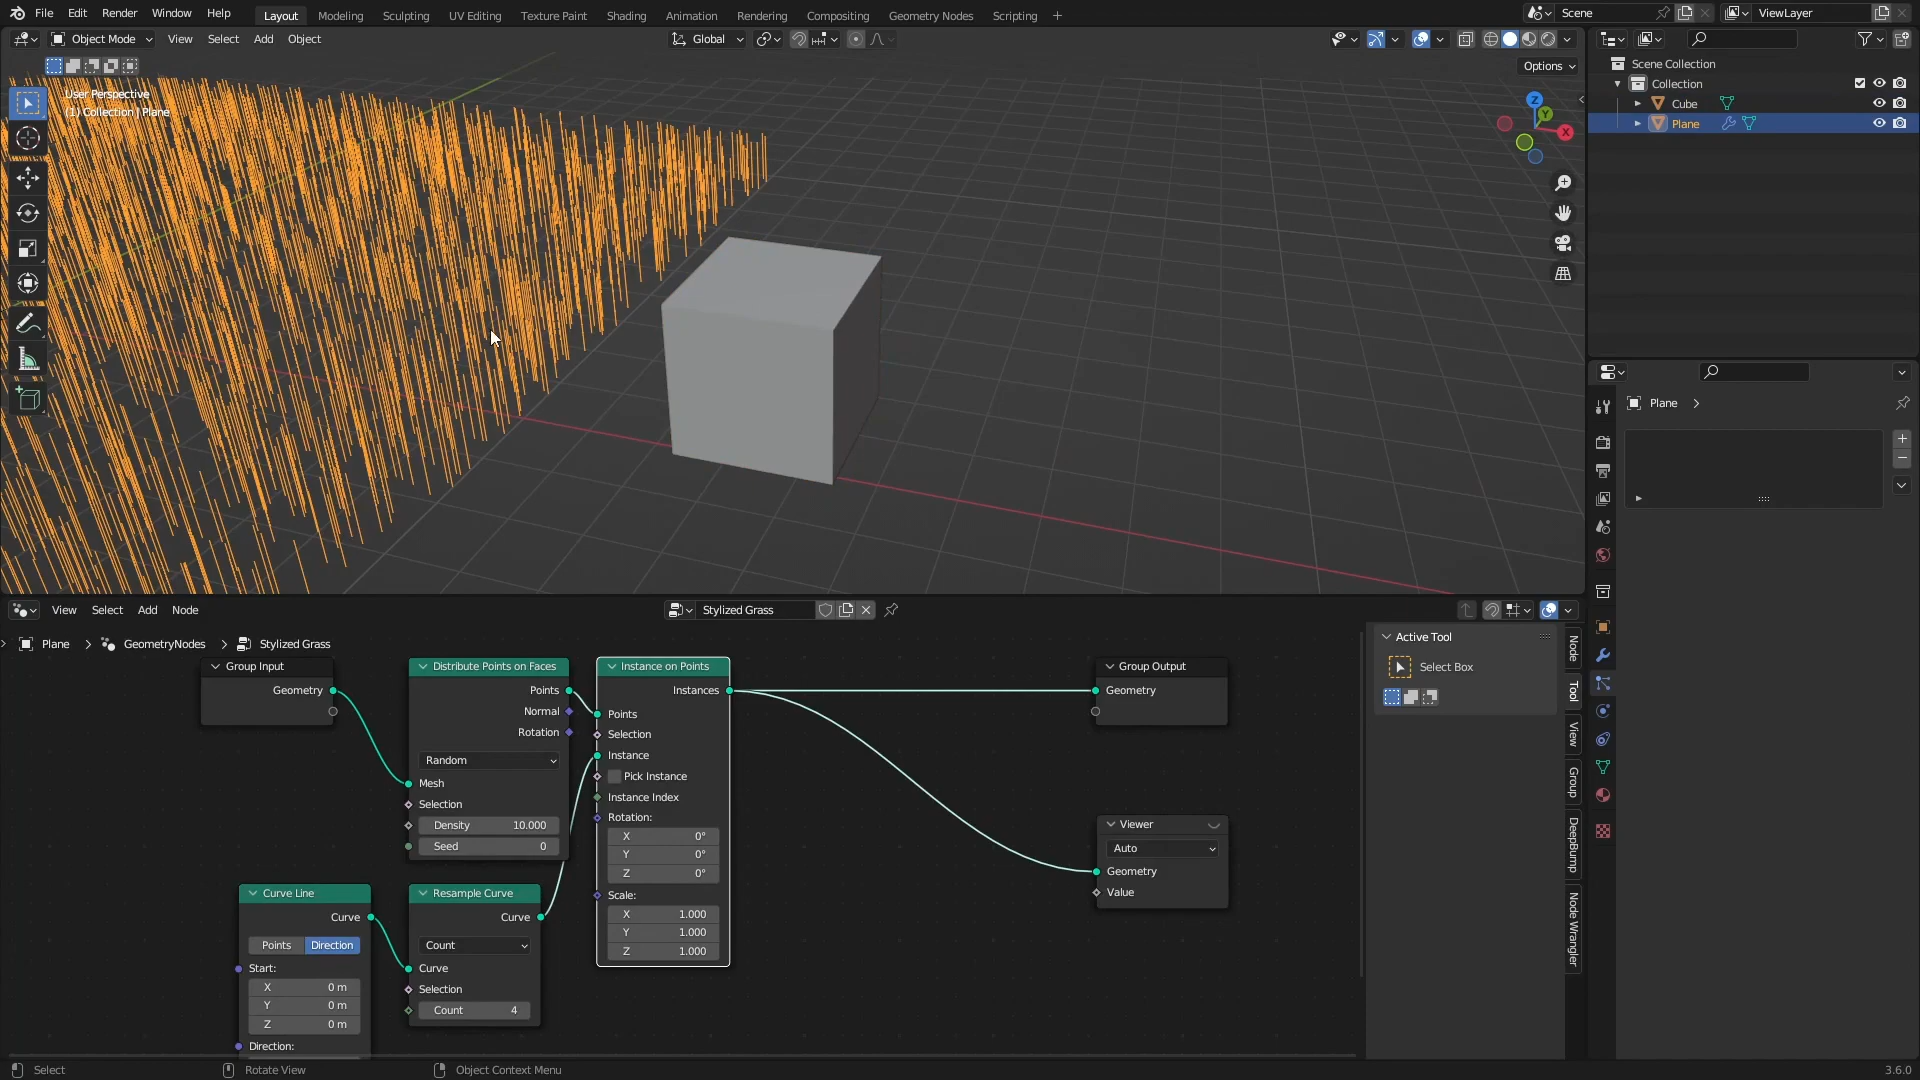 File Edit Render Window Help Layout Modeling Sculpting UV Editing Texture Paint Shading Animation Rendering Compositing Geometry Nodes Scripting + Scene ViewLayer
Object Mode View Select Add Object Global
Options
User Perspective
(1) Collection | Plane
Z
Y
X
Scene Collection
Collection
Cube
Plane
Plane
View Select Add Node Stylized Grass
Plane GeometryNodes Stylized Grass
Group Input
Geometry
Distribute Points on Faces
Points
Normal
Rotation
Random
Mesh
Selection
Density 10.000
Seed 0
Instance on Points
Instances
Points
Selection
Instance
Pick Instance
Instance Index
Rotation:
X 0°
Y 0°
Z 0°
Scale:
X 1.000
Y 1.000
Z 1.000
Group Output
Geometry
Viewer
Auto
Geometry
Value
Curve Line
Curve
Points Direction
Start:
X 0 m
Y 0 m
Z 0 m
Direction:
Resample Curve
Curve
Count
Curve
Selection
Count 4
Active Tool
Select Box
Node
Tool
View
Group
DeepBump
Node Wrangler
Select Rotate View Object Context Menu 3.6.0